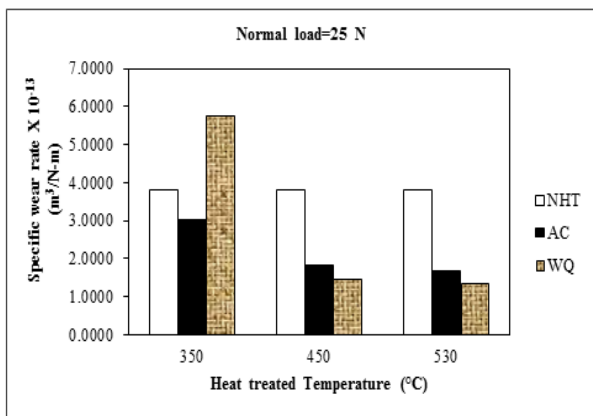 Normal load=25 N
Specific wear rate X 10⁻¹³
(m³/N-m)
7.0000
6.0000
5.0000
4.0000
3.0000
2.0000
1.0000
0.0000
NHT
AC
WQ
350 450 530
Heat treated Temperature (°C)